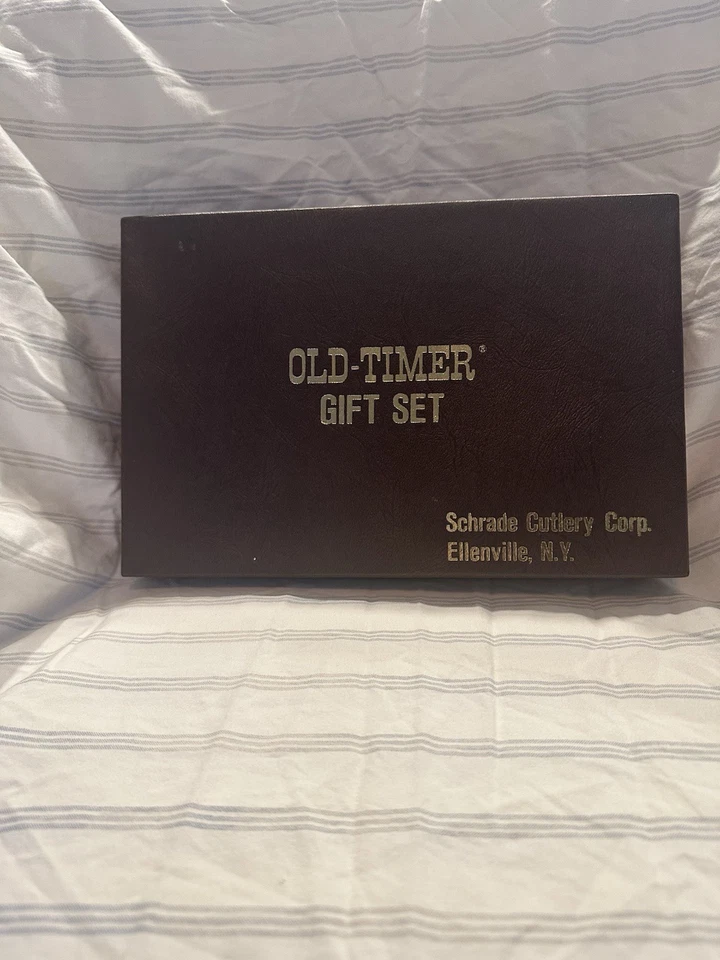 OLD-TIMER®
GIFT SET
Schrade Cutlery Corp.
Ellenville, N.Y.